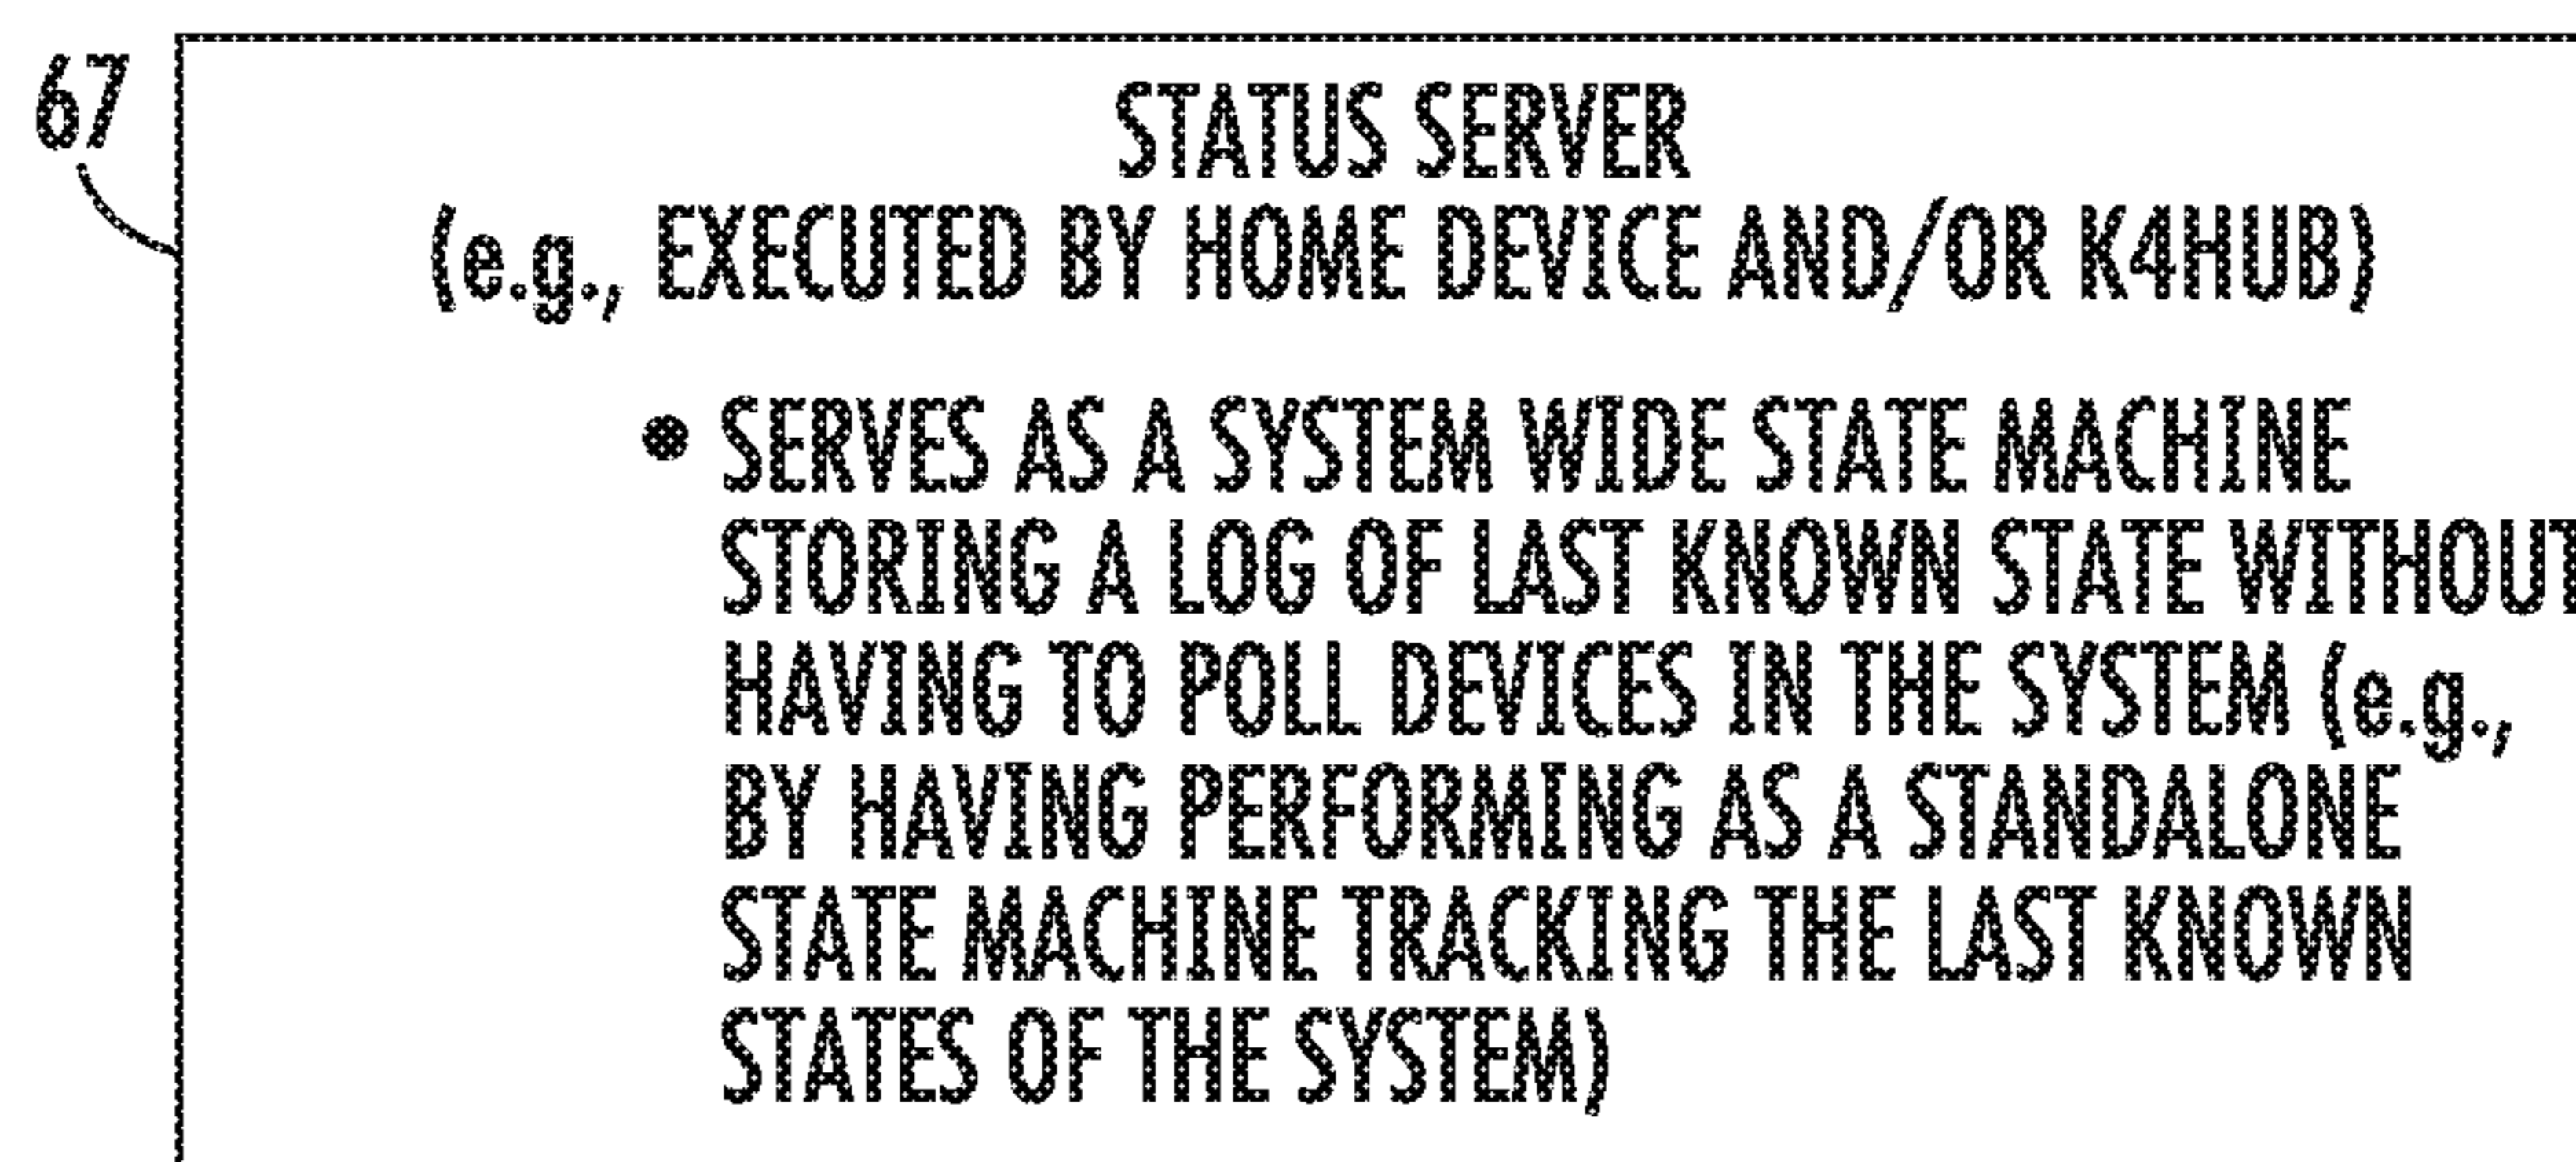 67
STATUS SERVER
(e.g., EXECUTED BY HOME DEVICE AND/OR K4HUB)
• SERVES AS A SYSTEM WIDE STATE MACHINE
STORING A LOG OF LAST KNOWN STATE WITHOUT
HAVING TO POLL DEVICES IN THE SYSTEM (e.g.,
BY HAVING PERFORMING AS A STANDALONE
STATE MACHINE TRACKING THE LAST KNOWN
STATES OF THE SYSTEM)